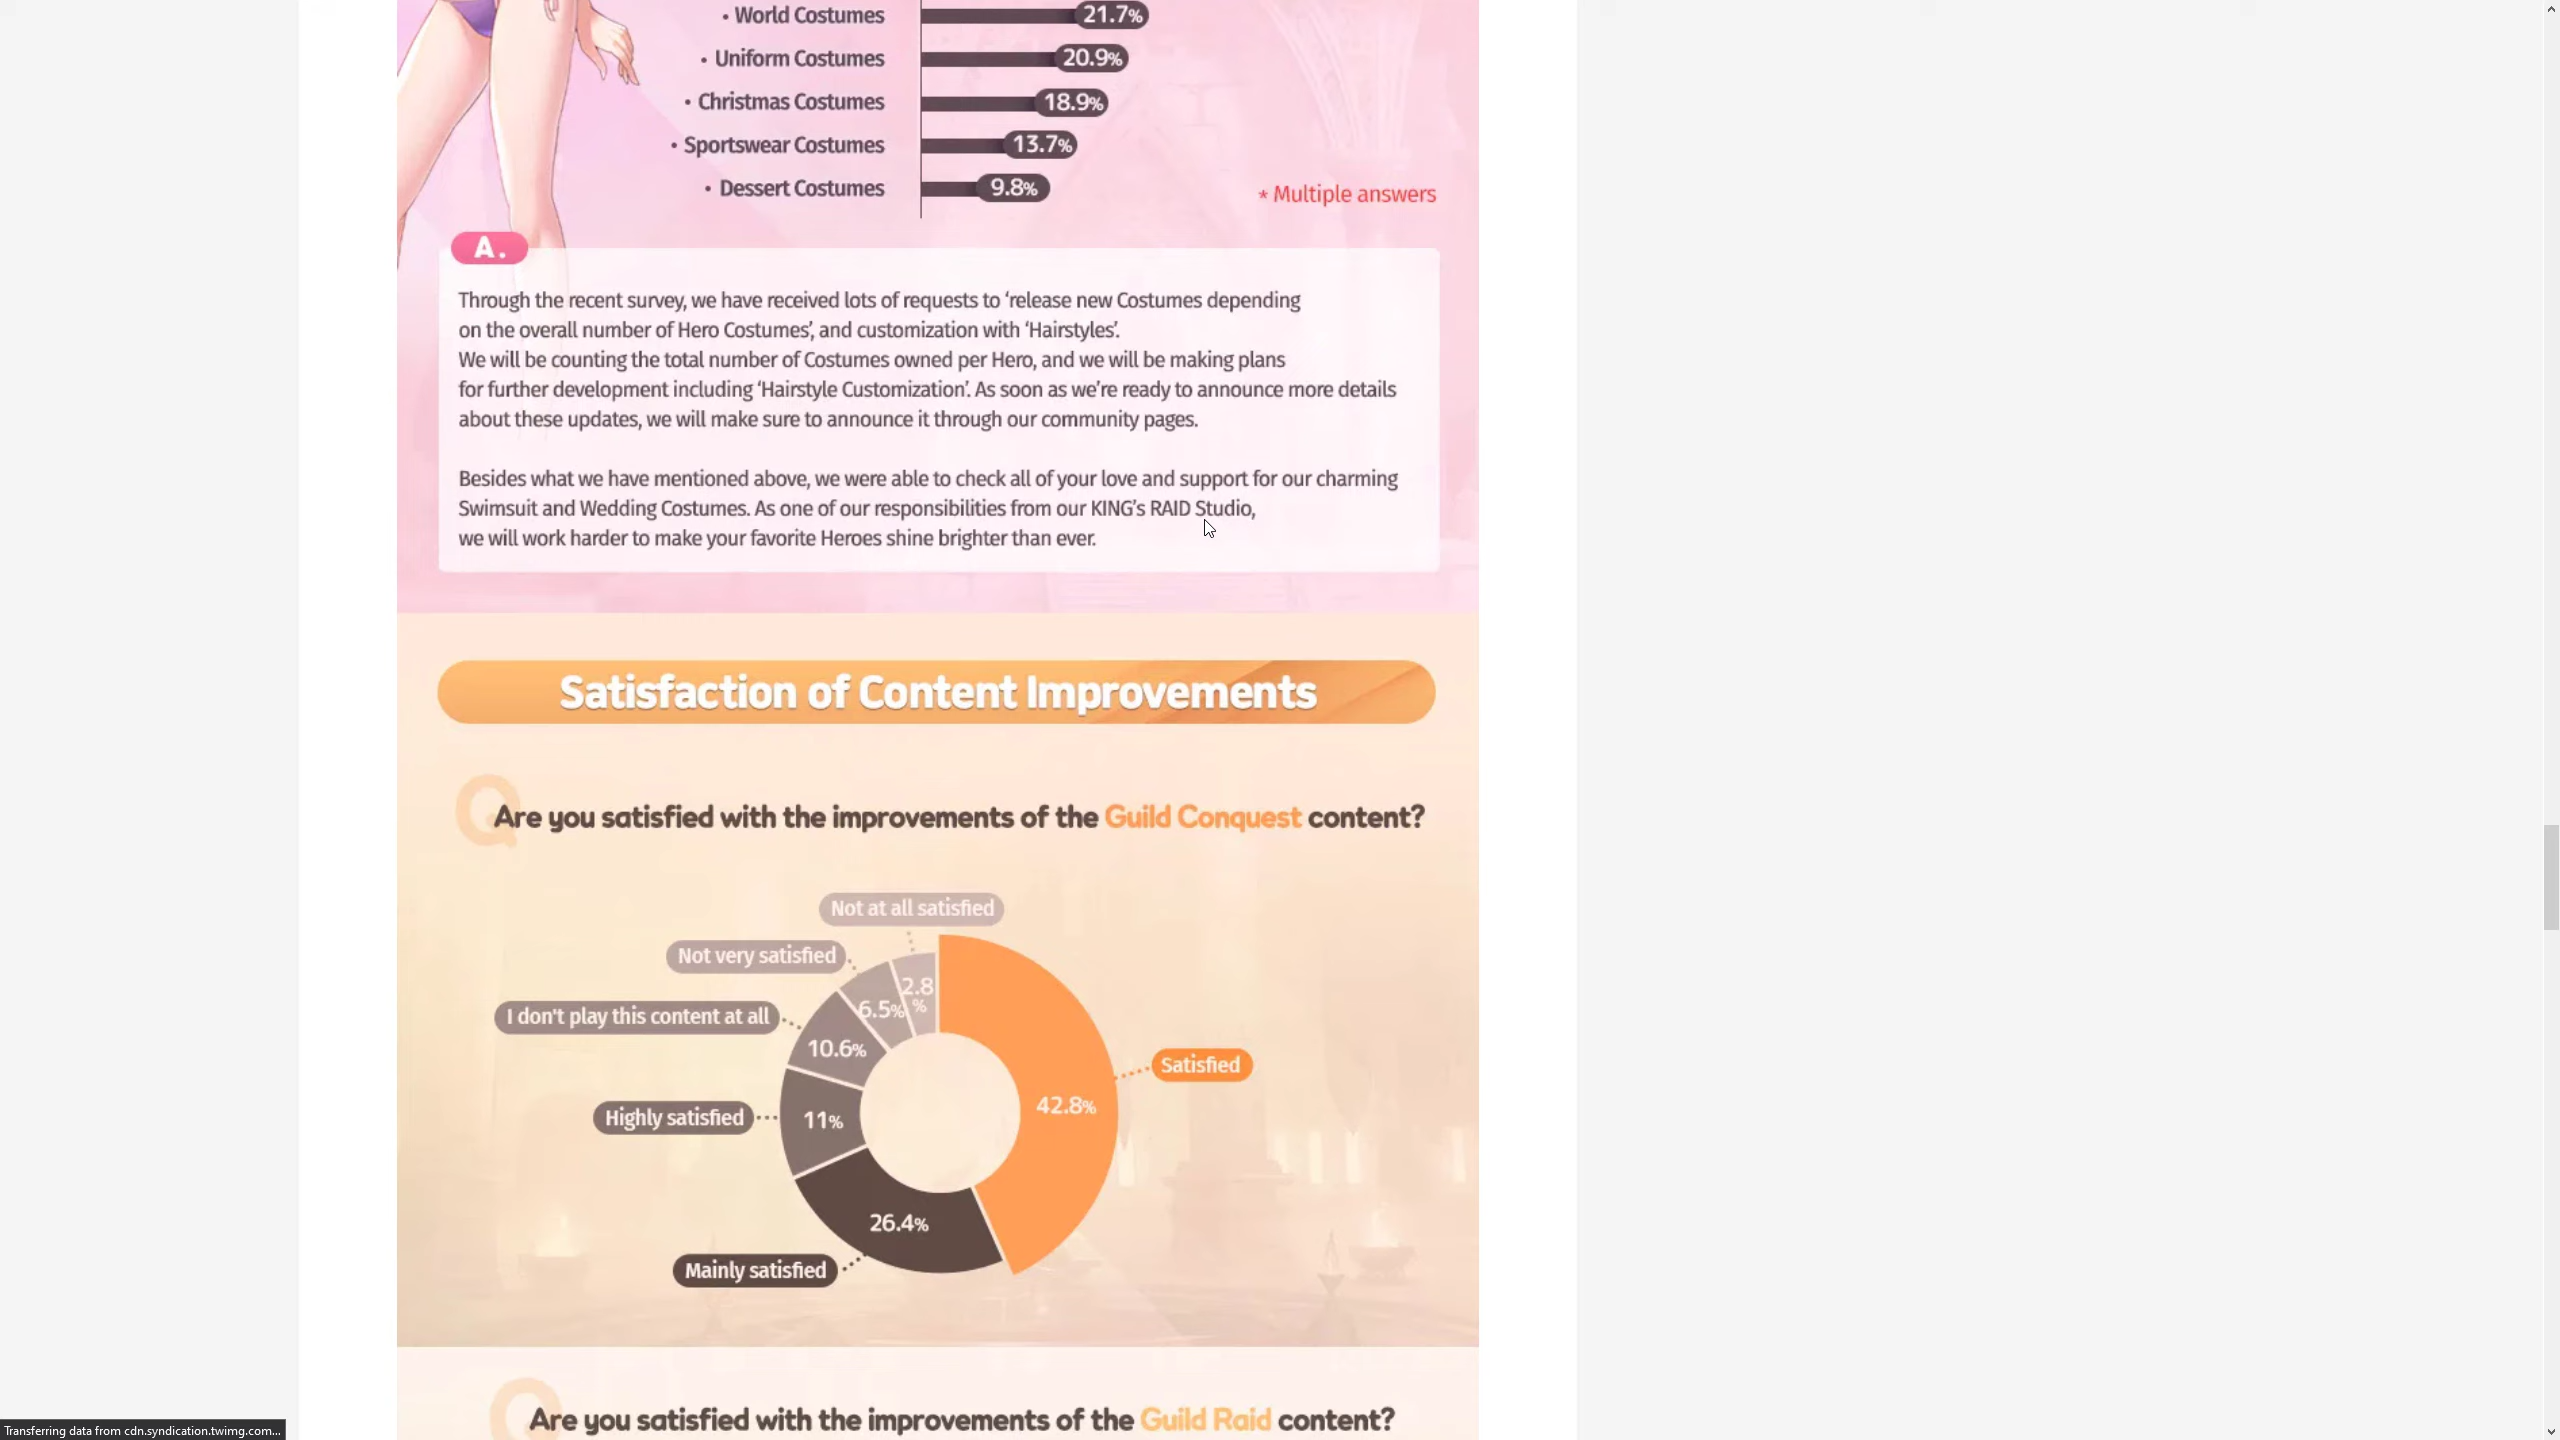 • World Costumes 21.7%
• Uniform Costumes 20.9%
• Christmas Costumes 18.9%
• Sportswear Costumes 13.7%
• Dessert Costumes 9.8%
* Multiple answers
A.
Through the recent survey, we have received lots of requests to ‘release new Costumes depending
on the overall number of Hero Costumes’, and customization with ‘Hairstyles’.
We will be counting the total number of Costumes owned per Hero, and we will be making plans
for further development including ‘Hairstyle Customization’. As soon as we’re ready to announce more details
about these updates, we will make sure to announce it through our community pages.
Besides what we have mentioned above, we were able to check all of your love and support for our charming
Swimsuit and Wedding Costumes. As one of our responsibilities from our KING’s RAID Studio,
we will work harder to make your favorite Heroes shine brighter than ever.
Satisfaction of Content Improvements
Q
Are you satisfied with the improvements of the Guild Conquest content?
Not at all satisfied
2.8
%
Not very satisfied
6.5%
I don't play this content at all
10.6%
Satisfied
42.8%
Highly satisfied
11%
26.4%
Mainly satisfied
Q
Are you satisfied with the improvements of the Guild Raid content?
Transferring data from cdn.syndication.twimg.com...